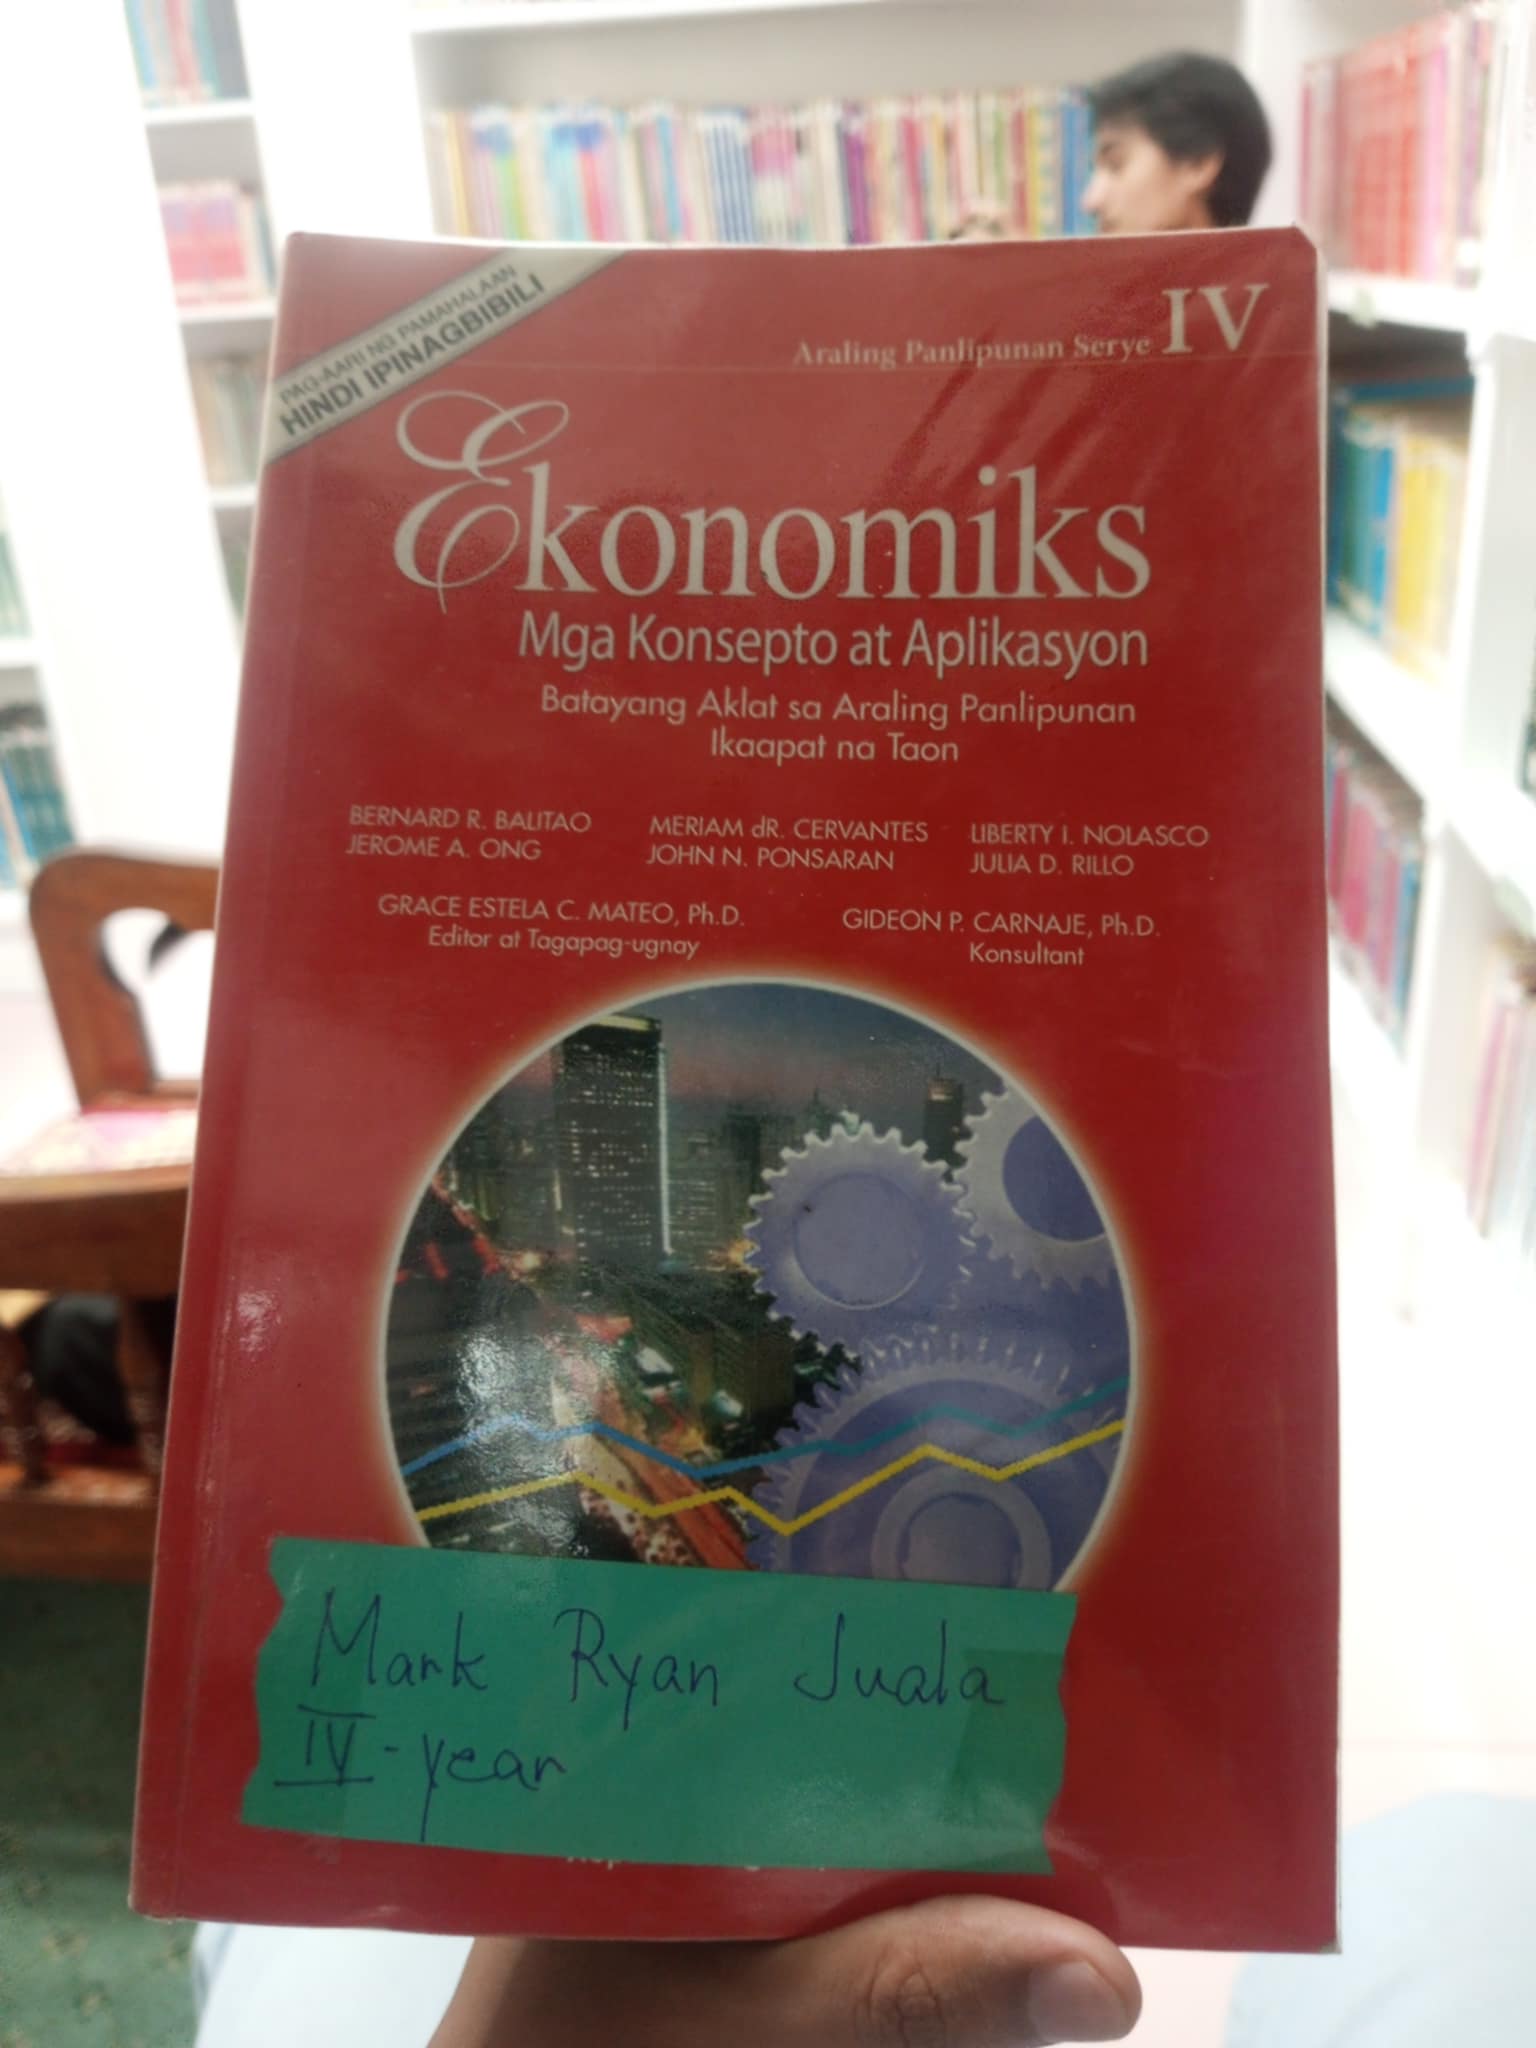 PAG-AARI NG PAMAHALAAN
HINDI IPINAGBIBILI
Araling Panlipunan Serye IV
Ekonomiks
Mga Konsepto at Aplikasyon
Batayang Aklat sa Araling Panlipunan
Ikaapat na Taon
BERNARD R. BALITAO MERIAM dR. CERVANTES LIBERTY I. NOLASCO
JEROME A. ONG JOHN N. PONSARAN JULIA D. RILLO
GRACE ESTELA C. MATEO, Ph.D. GIDEON P. CARNAJE, Ph.D.
Editor at Tagapag-ugnay Konsultant
Mark Ryan Juala
IV - year